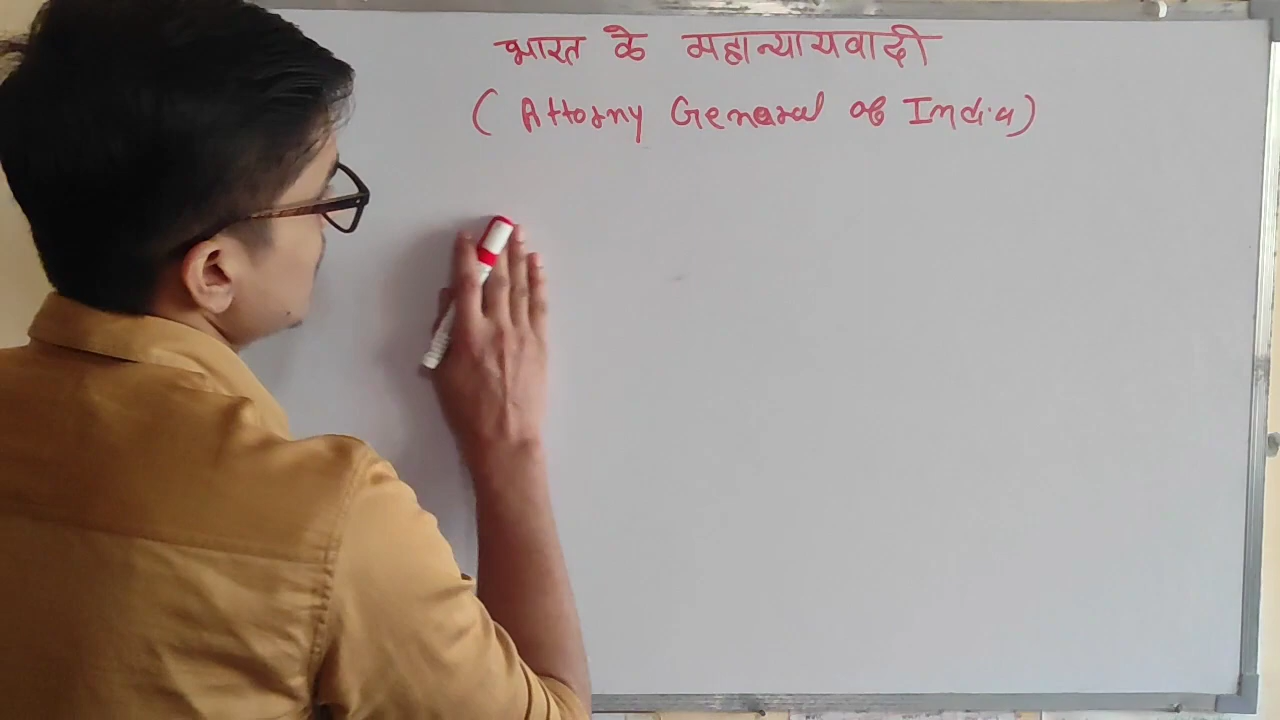 भारत के महान्यायवादी
( Attorny General of India)